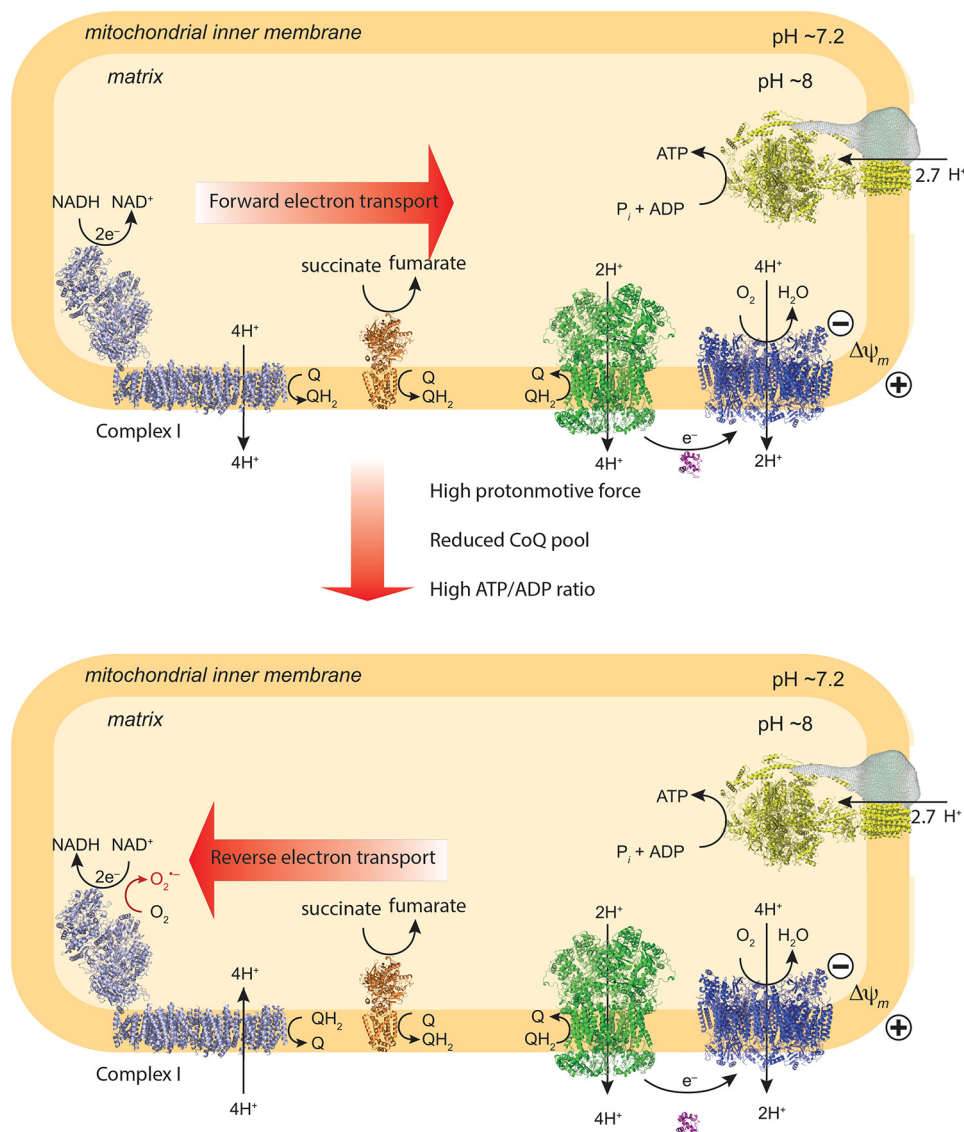 mitochondrial inner membrane
pH ~7.2
matrix
pH ~8
ATP
2.7 H⁺
P𝑖 + ADP
NADH NAD⁺
2e⁻
Forward electron transport
succinate fumarate
2H⁺
4H⁺
O₂ H₂O
−
Δψₘ
+
4H⁺
Q
QH₂
Q
QH₂
Q
QH₂
Complex I
4H⁺
4H⁺
e⁻
2H⁺
High protonmotive force
Reduced CoQ pool
High ATP/ADP ratio
mitochondrial inner membrane
pH ~7.2
matrix
pH ~8
ATP
2.7 H⁺
P𝑖 + ADP
NADH NAD⁺
2e⁻
O₂•⁻
O₂
Reverse electron transport
succinate fumarate
2H⁺
4H⁺
O₂ H₂O
−
Δψₘ
+
4H⁺
QH₂
Q
Q
QH₂
Q
QH₂
Complex I
4H⁺
4H⁺
e⁻
2H⁺